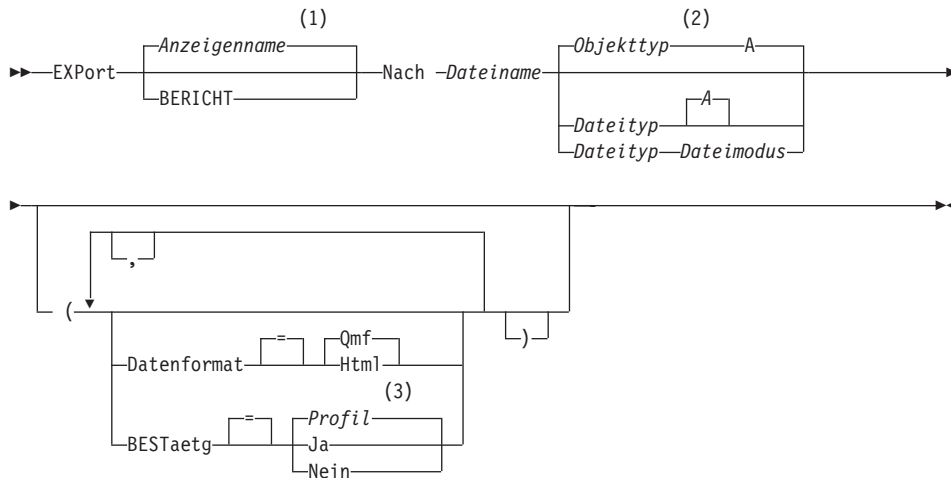 (1) (2)
Anzeigenname Objekttyp A
EXPort Nach Dateiname
BERICHT
A
Dateityp
Dateityp Dateimodus
,
(
= Qmf )
Datenformat Html
(3)
= Profil
BESTaetg Ja
Nein